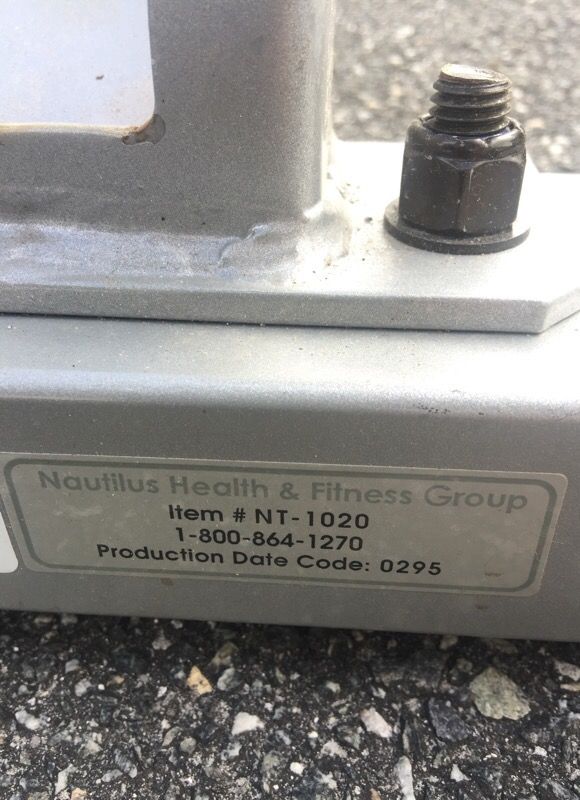 Nautilus Health & Fitness Group
Item # NT-1020
1-800-864-1270
Production Date Code: 0295